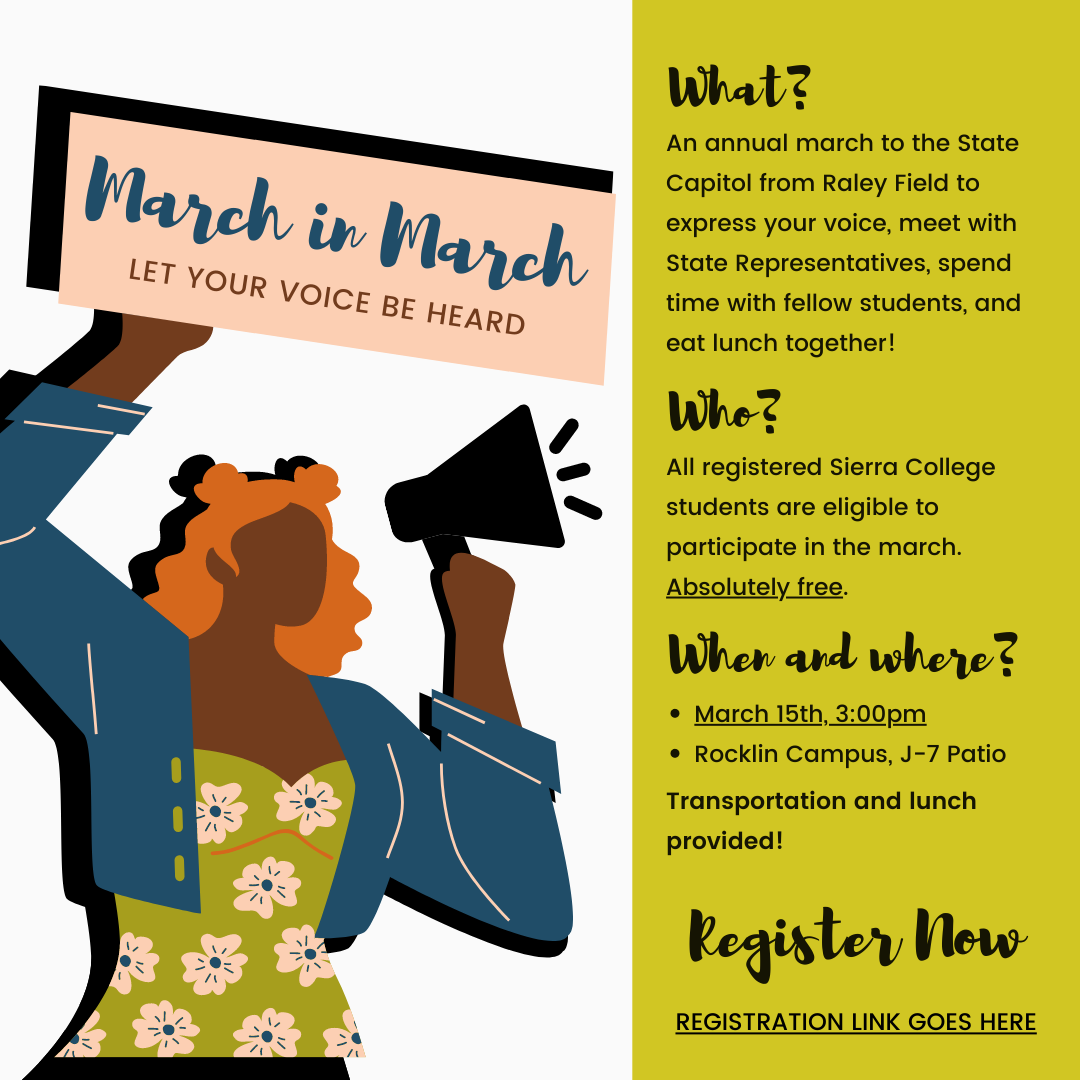 March in March
LET YOUR VOICE BE HEARD
What?
An annual march to the State
Capitol from Raley Field to
express your voice, meet with
State Representatives, spend
time with fellow students, and
eat lunch together!
Who?
All registered Sierra College
students are eligible to
participate in the march.
Absolutely free.
When and where?
• March 15th, 3:00pm
• Rocklin Campus, J-7 Patio
Transportation and lunch
provided!
Register Now
REGISTRATION LINK GOES HERE